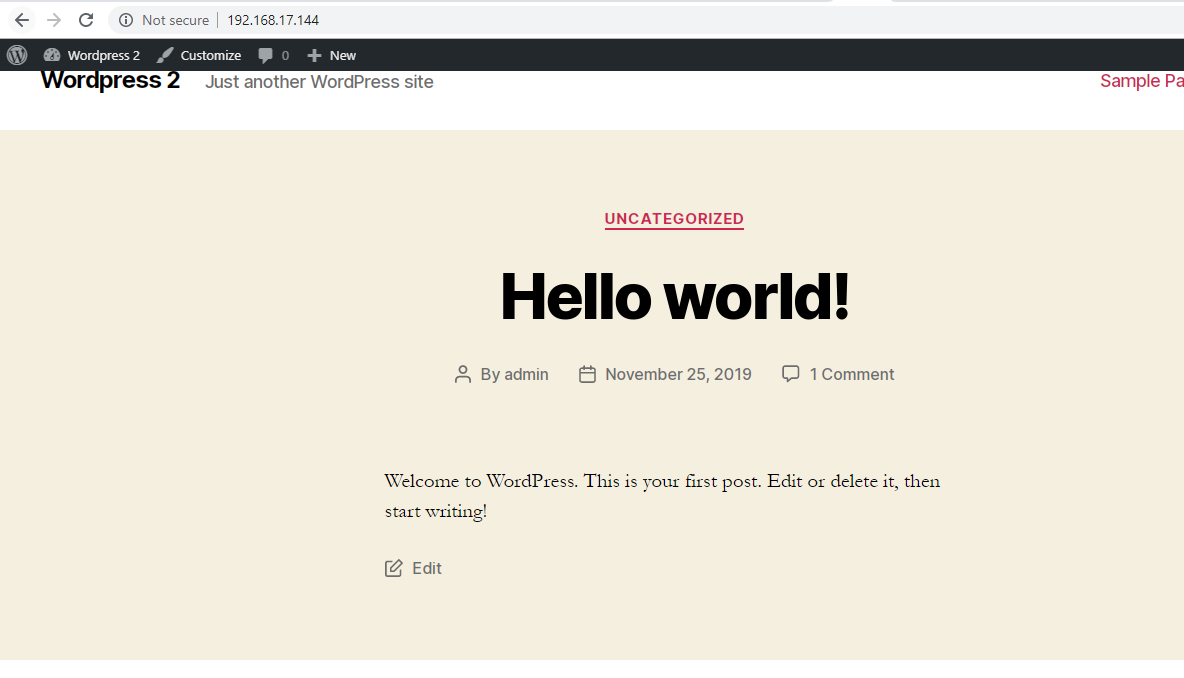 Not secure 192.168.17.144
Wordpress 2 Customize 0 New
Wordpress 2 Just another WordPress site Sample Pa
UNCATEGORIZED
Hello world!
By admin November 25, 2019 1 Comment
Welcome to WordPress. This is your first post. Edit or delete it, then
start writing!
Edit